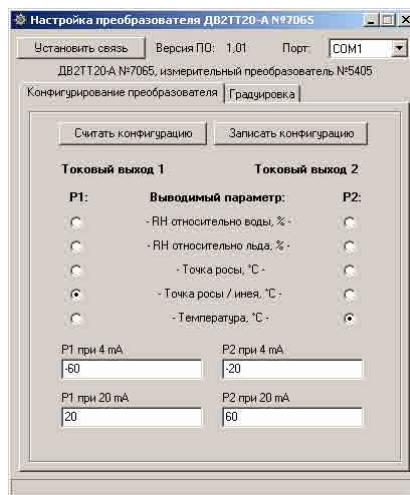 Настройка преобразователя ДВ2ТТ20-А №7065
Установить связь Версия ПО: 1,01 Порт: COM1
ДВ2ТТ20-А №7065, измерительный преобразователь №5405
Конфигурирование преобразователя Градуировка
Считать конфигурацию Записать конфигурацию
Токовый выход 1 Токовый выход 2
P1: Выводимый параметр: P2:
- RH относительно воды, % -
- RH относительно льда, % -
- Точка росы, °C -
- Точка росы / инея, °C -
- Температура, °C -
P1 при 4 mA P2 при 4 mA
-60 -20
P1 при 20 mA P2 при 20 mA
20 60